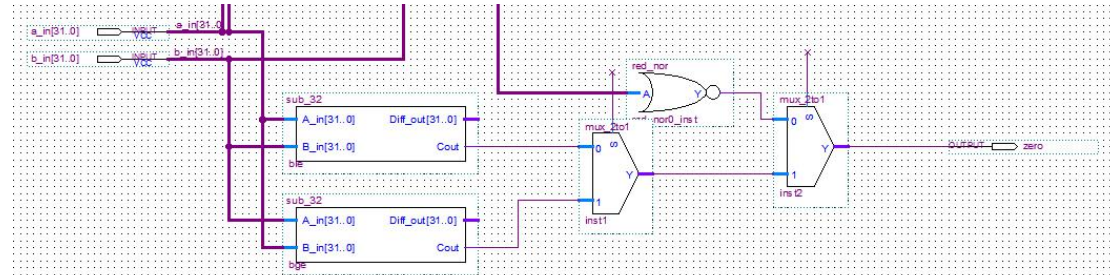 a_in[31..0] INPUT VCC a_in[31..0]
b_in[31..0] INPUT VCC b_in[31..0]
red_nor
A Y
nor0_inst
sub_32
A_in[31..0] Diff_out[31..0]
B_in[31..0] Cout
ble
mux_2to1
S
0
Y
1
inst1
mux_2to1
S
0
Y
1
inst2
OUTPUT zero
sub_32
A_in[31..0] Diff_out[31..0]
B_in[31..0] Cout
bge